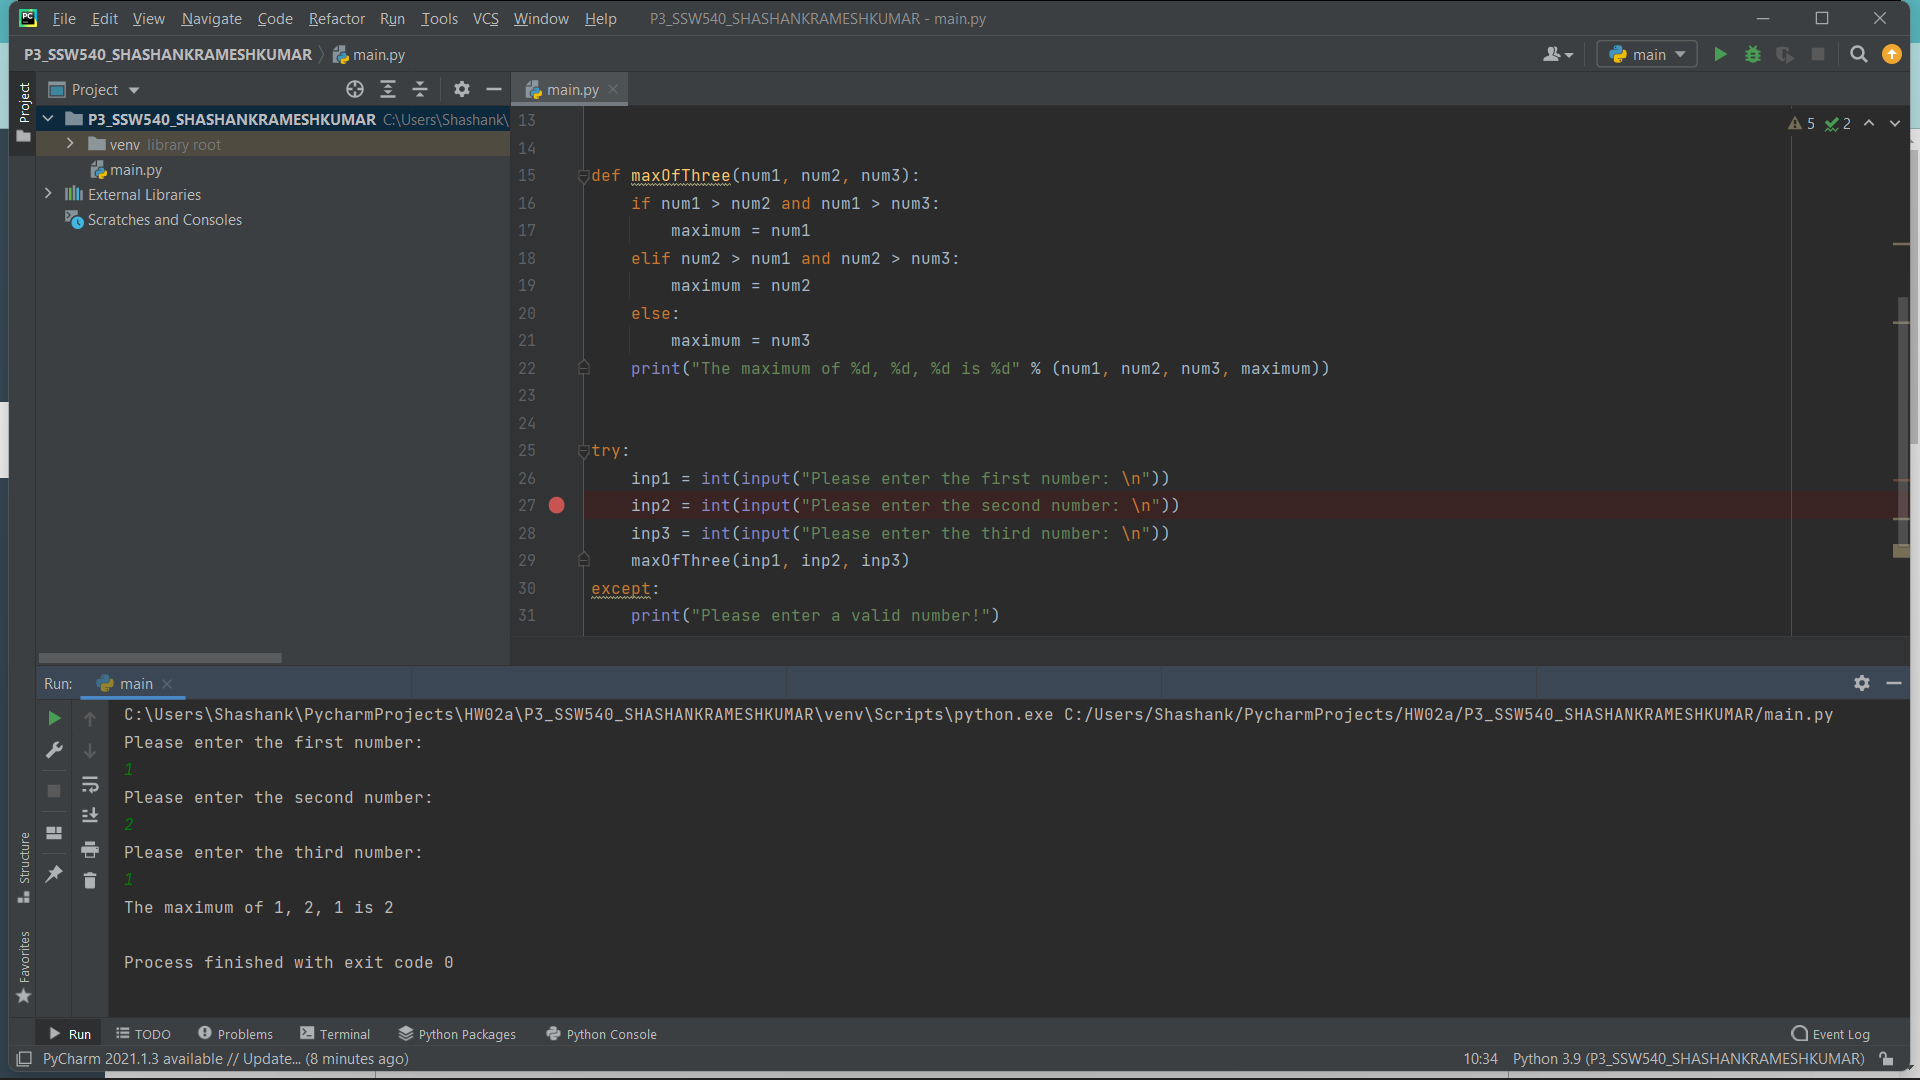 PC File Edit View Navigate Code Refactor Run Tools VCS Window Help P3_SSW540_SHASHANKRAMESHKUMAR - main.py
P3_SSW540_SHASHANKRAMESHKUMAR main.py main
Project Project main.py
P3_SSW540_SHASHANKRAMESHKUMAR C:\Users\Shashank\
venv library root
main.py
External Libraries
Scratches and Consoles
5 2
13
14
15 def maxOfThree(num1, num2, num3):
16     if num1 > num2 and num1 > num3:
17         maximum = num1
18     elif num2 > num1 and num2 > num3:
19         maximum = num2
20     else:
21         maximum = num3
22     print("The maximum of %d, %d, %d is %d" % (num1, num2, num3, maximum))
23
24
25 try:
26     inp1 = int(input("Please enter the first number: \n"))
27     inp2 = int(input("Please enter the second number: \n"))
28     inp3 = int(input("Please enter the third number: \n"))
29     maxOfThree(inp1, inp2, inp3)
30 except:
31     print("Please enter a valid number!")
Run: main
C:\Users\Shashank\PycharmProjects\HW02a\P3_SSW540_SHASHANKRAMESHKUMAR\venv\Scripts\python.exe C:/Users/Shashank/PycharmProjects/HW02a/P3_SSW540_SHASHANKRAMESHKUMAR/main.py
Please enter the first number:
1
Please enter the second number:
2
Please enter the third number:
1
The maximum of 1, 2, 1 is 2
Process finished with exit code 0
Structure
Favorites
Run TODO Problems Terminal Python Packages Python Console Event Log
PyCharm 2021.1.3 available // Update... (8 minutes ago) 10:34 Python 3.9 (P3_SSW540_SHASHANKRAMESHKUMAR)